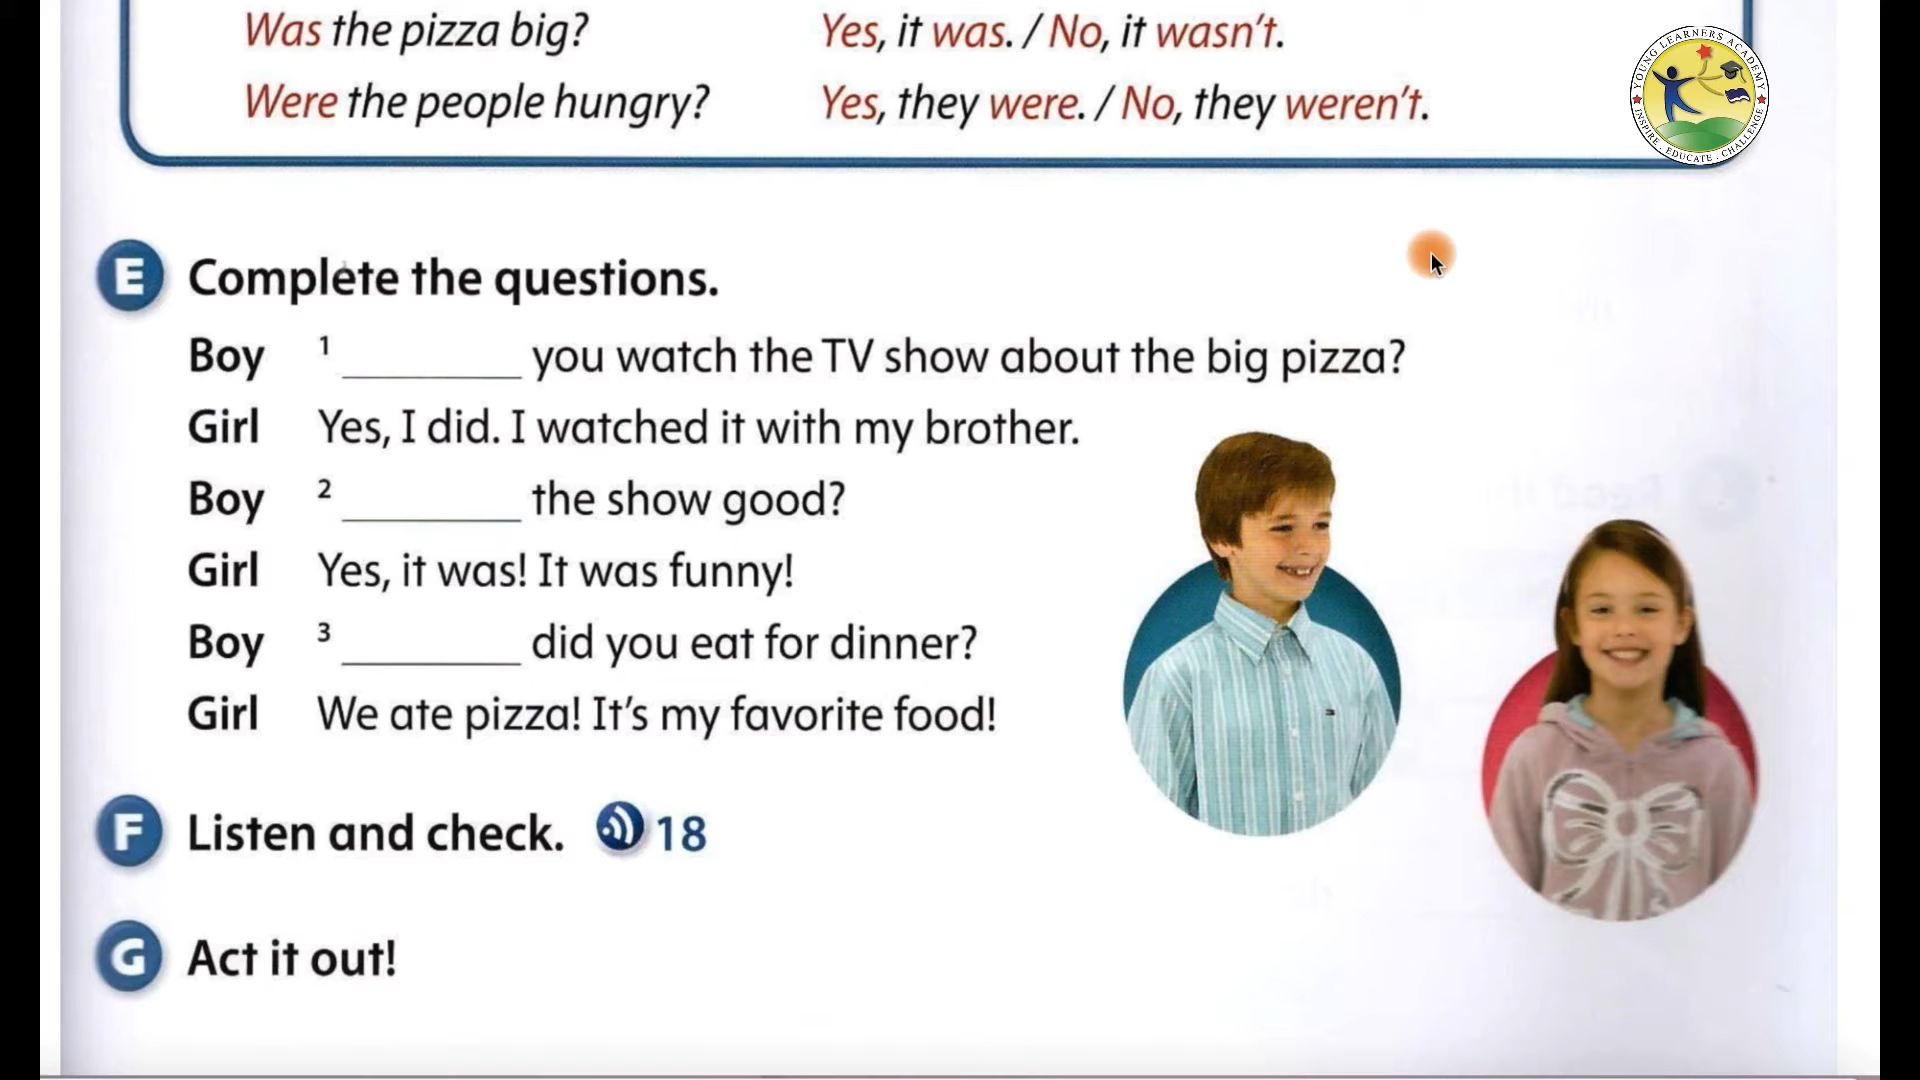 Was the pizza big? Yes, it was. / No, it wasn't.
Were the people hungry? Yes, they were. / No, they weren't.
YOUNG LEARNERS ACADEMY
INSPIRE . EDUCATE . CHALLENGE
E Complete the questions.
Boy 1 ________ you watch the TV show about the big pizza?
Girl Yes, I did. I watched it with my brother.
Boy 2 ________ the show good?
Girl Yes, it was! It was funny!
Boy 3 ________ did you eat for dinner?
Girl We ate pizza! It's my favorite food!
F Listen and check. 18
G Act it out!